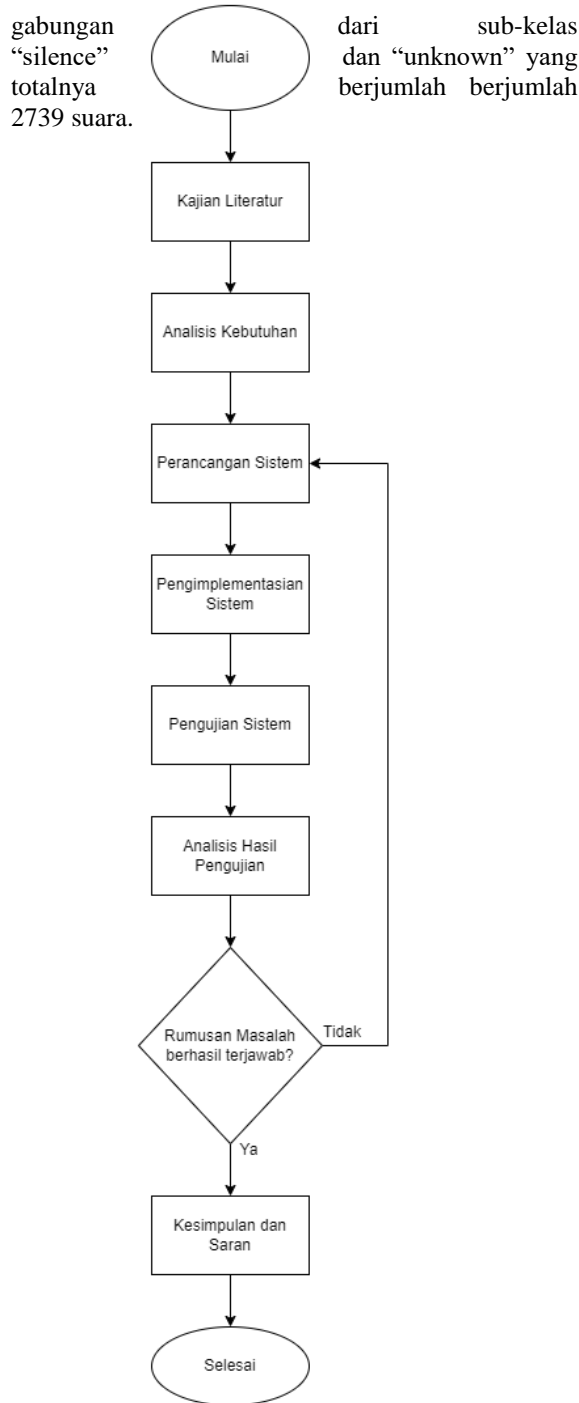 gabungan dari sub-kelas
“silence” dan “unknown” yang
totalnya berjumlah berjumlah
2739 suara.
Mulai
Kajian Literatur
Analisis Kebutuhan
Perancangan Sistem
Pengimplementasian
Sistem
Pengujian Sistem
Analisis Hasil
Pengujian
Rumusan Masalah
berhasil terjawab?
Tidak
Ya
Kesimpulan dan
Saran
Selesai